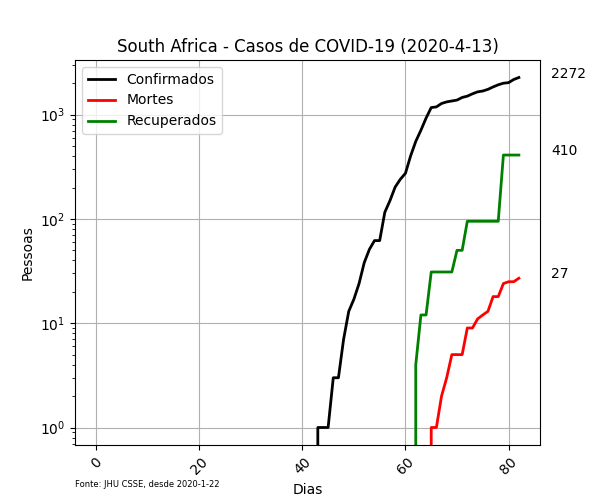 South Africa - Casos de COVID-19 (2020-4-13)
Confirmados
Mortes
Recuperados
2272
410
27
10³
10²
10¹
10⁰
Pessoas
0
20
40
60
80
Dias
Fonte: JHU CSSE, desde 2020-1-22